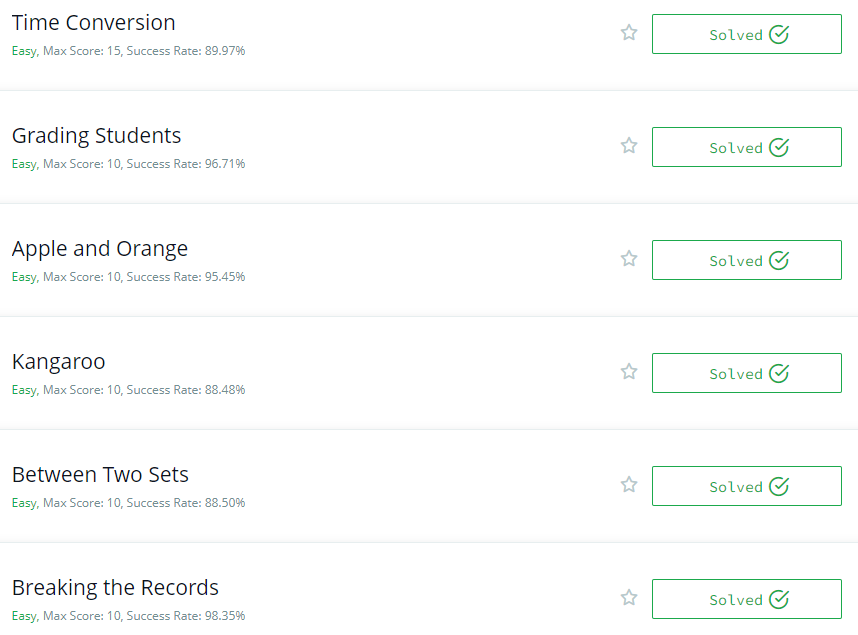 Time Conversion
Easy, Max Score: 15, Success Rate: 89.97%
Solved
Grading Students
Easy, Max Score: 10, Success Rate: 96.71%
Solved
Apple and Orange
Easy, Max Score: 10, Success Rate: 95.45%
Solved
Kangaroo
Easy, Max Score: 10, Success Rate: 88.48%
Solved
Between Two Sets
Easy, Max Score: 10, Success Rate: 88.50%
Solved
Breaking the Records
Easy, Max Score: 10, Success Rate: 98.35%
Solved